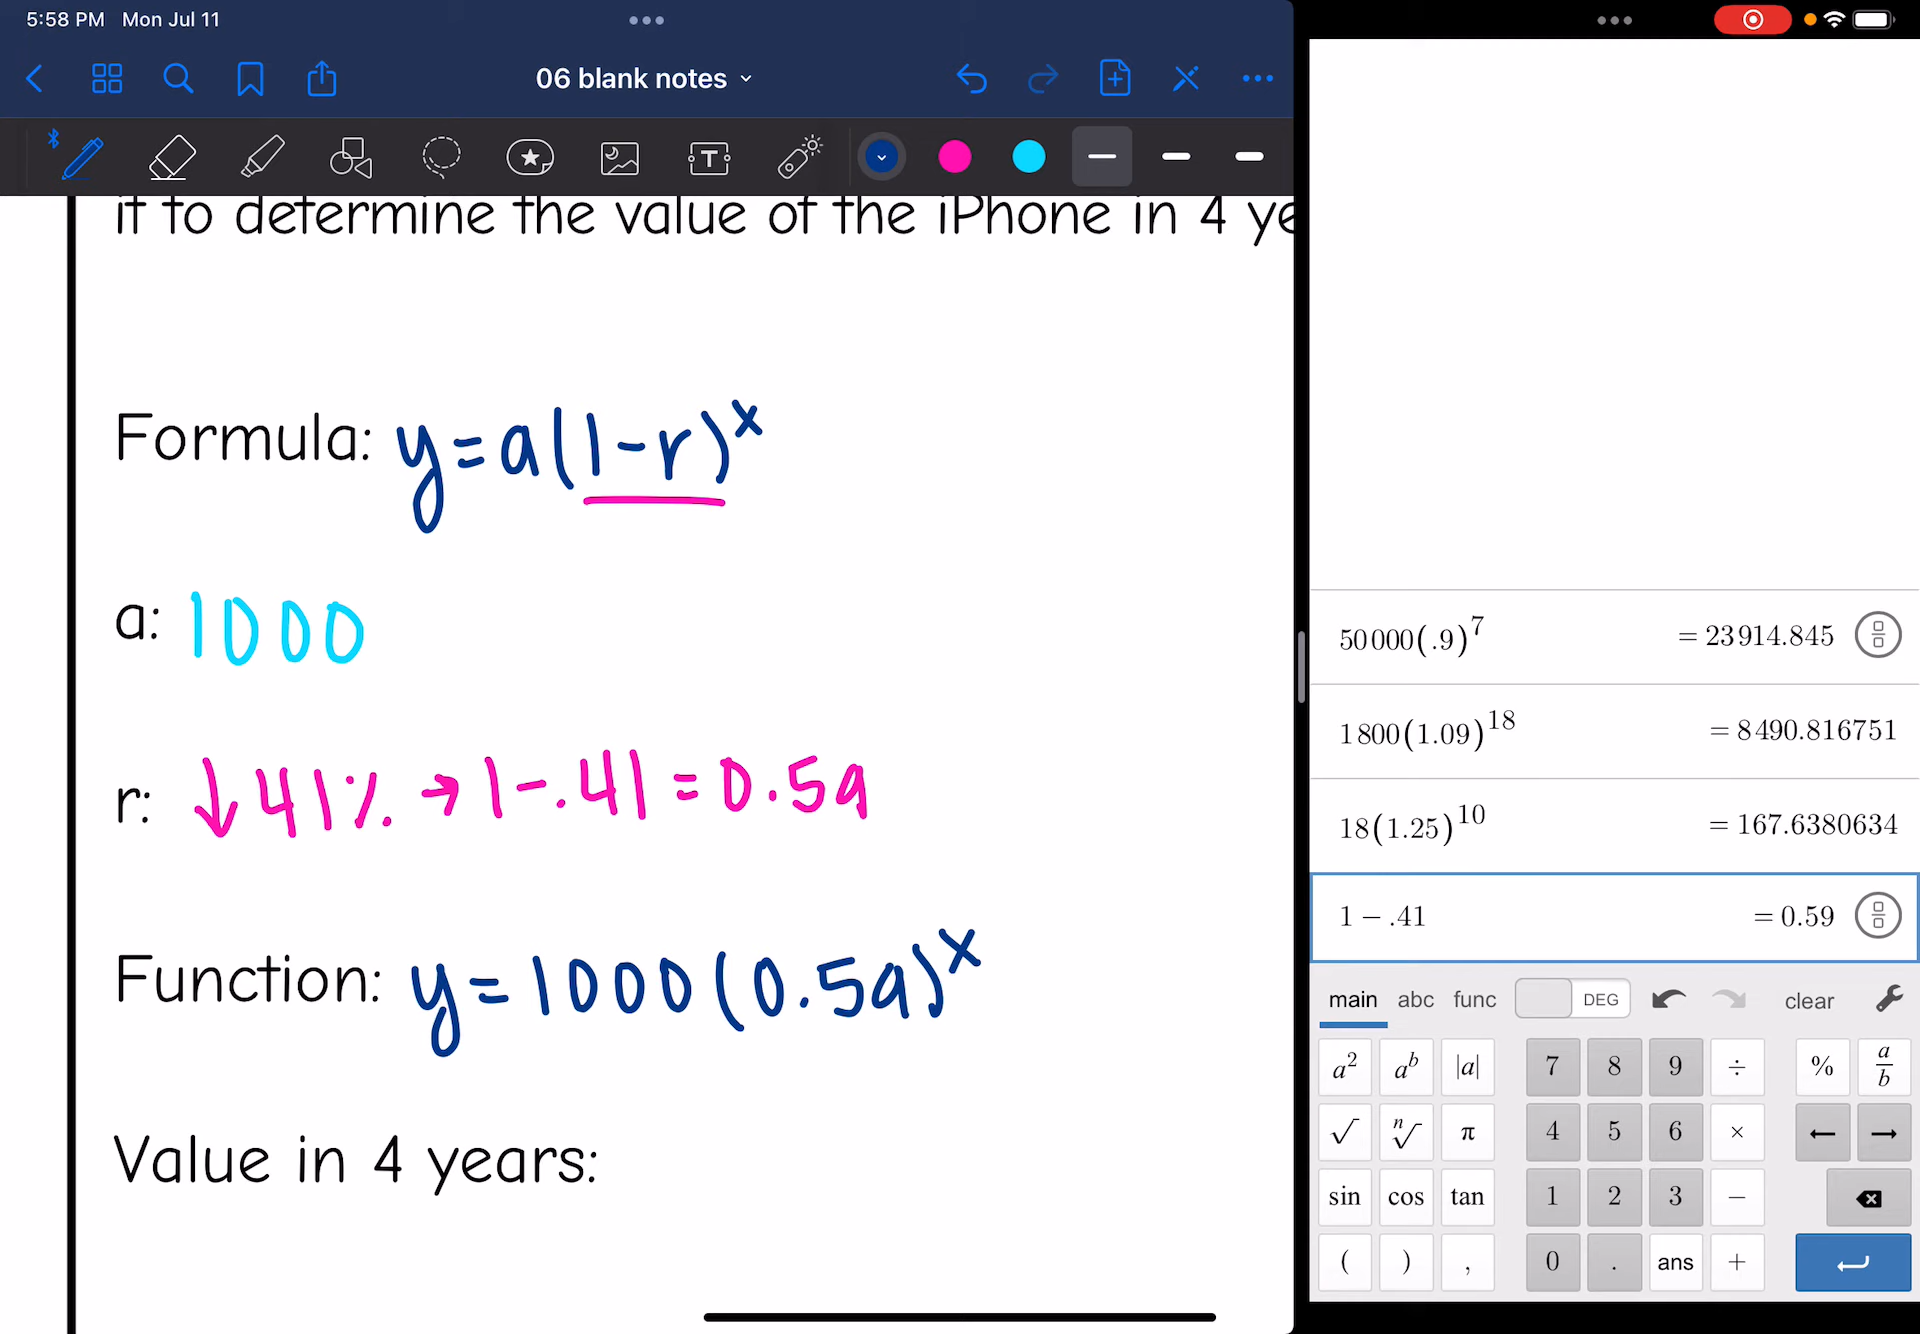 5:58 PM Mon Jul 11
06 blank notes
T
it to determine the value of the iPhone in 4 ye
Formula: y=a(1-r)^x
a: 1000
r: ↓41% → 1-.41=0.59
Function: y=1000(0.59)^x
Value in 4 years:
50000(.9)^7 = 23914.845
1800(1.09)^18 = 8490.816751
18(1.25)^10 = 167.6380634
1 − .41 = 0.59
main abc func DEG clear
a^2 a^b |a| 7 8 9 ÷ % a/b
√ n√ π 4 5 6 × ← →
sin cos tan 1 2 3 −
( ) , 0 . ans +